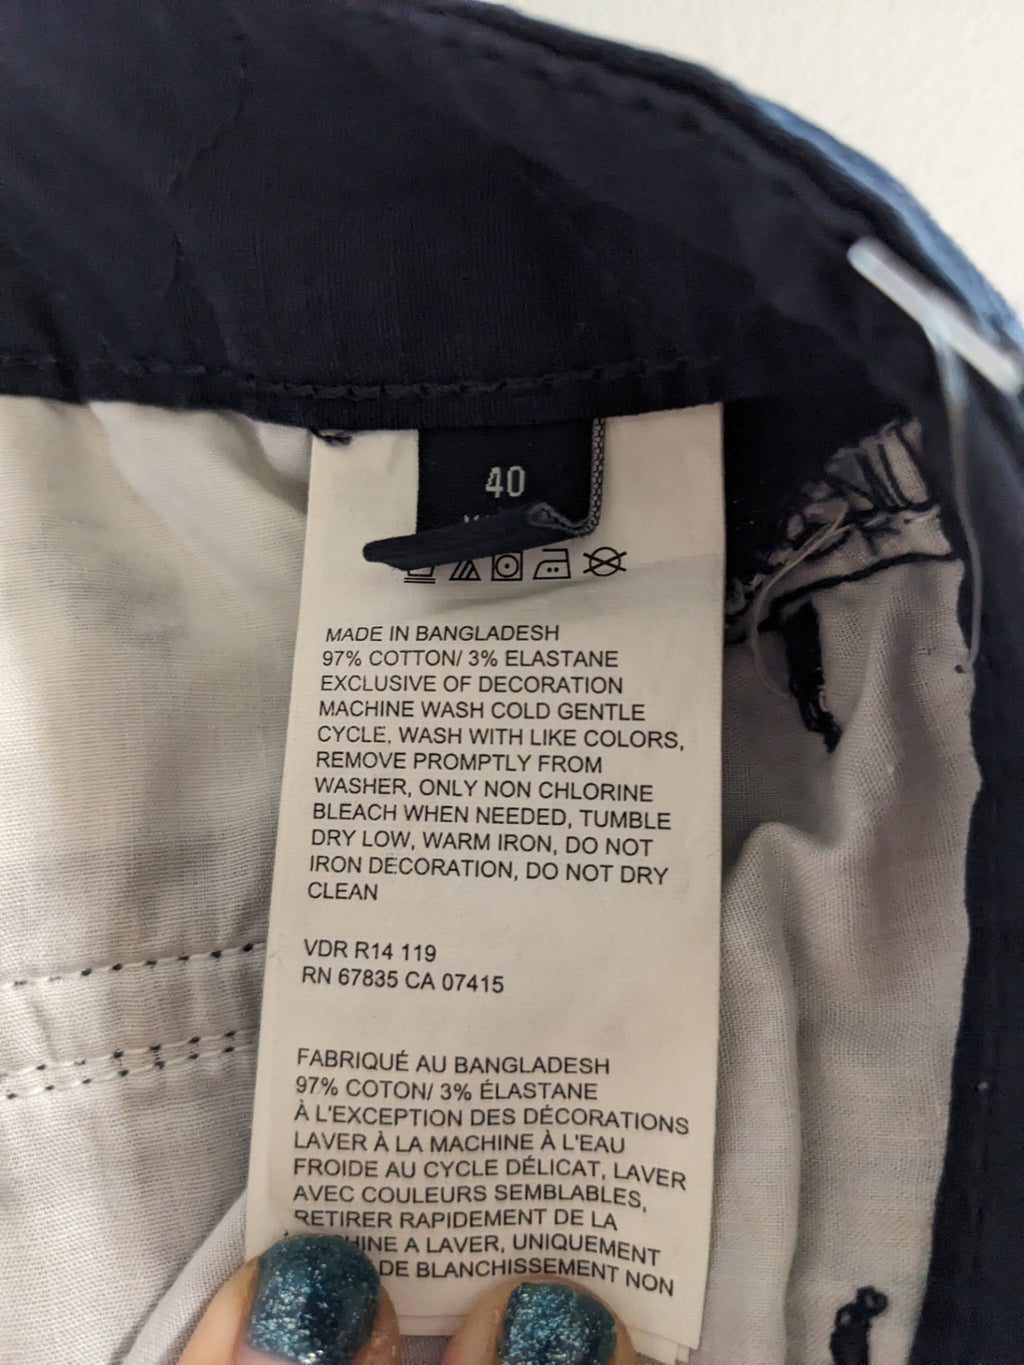 40
MADE IN BANGLADESH
97% COTTON/ 3% ELASTANE
EXCLUSIVE OF DECORATION
MACHINE WASH COLD GENTLE
CYCLE, WASH WITH LIKE COLORS,
REMOVE PROMPTLY FROM
WASHER, ONLY NON CHLORINE
BLEACH WHEN NEEDED, TUMBLE
DRY LOW, WARM IRON, DO NOT
IRON DECORATION, DO NOT DRY
CLEAN
VDR R14 119
RN 67835 CA 07415
FABRIQUÉ AU BANGLADESH
97% COTON/ 3% ÉLASTANE
À L'EXCEPTION DES DÉCORATIONS
LAVER À LA MACHINE À L'EAU
FROIDE AU CYCLE DÉLICAT, LAVER
AVEC COULEURS SEMBLABLES,
RETIRER RAPIDEMENT DE LA
A LAVER, UNIQUEMENT
DE BLANCHISSEMENT NON